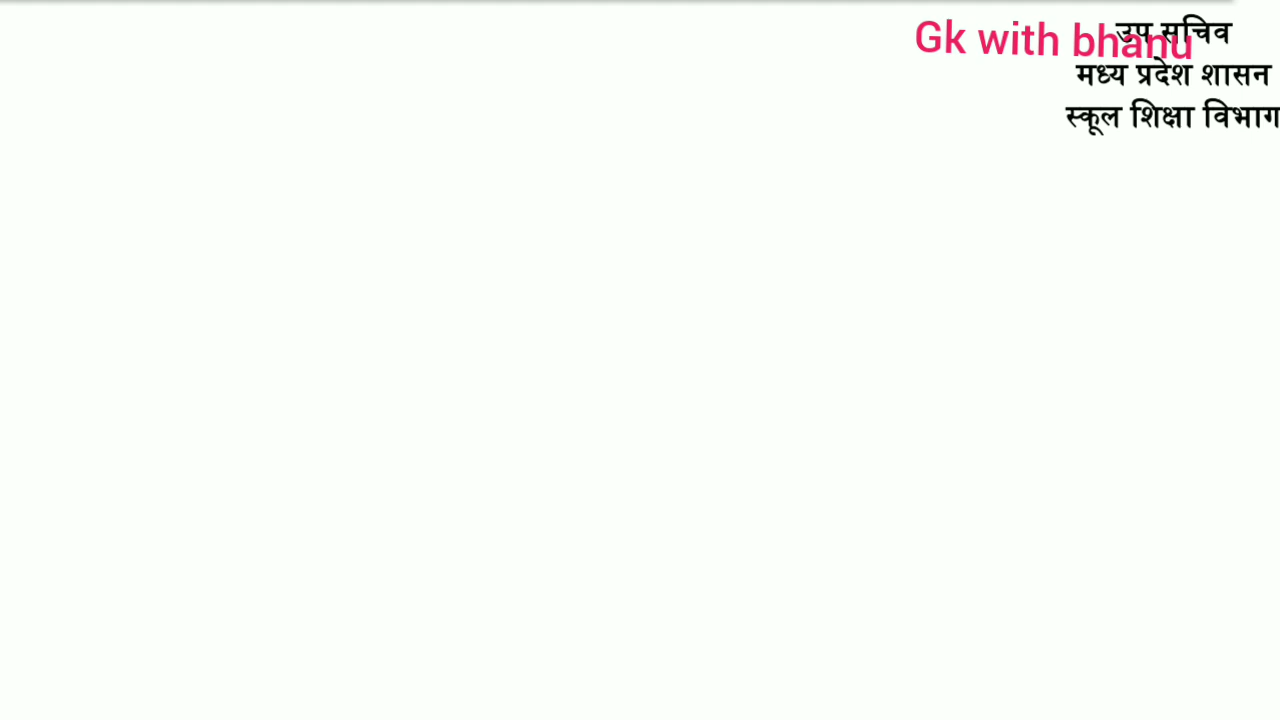 Gk with bhanu
उप सचिव
मध्य प्रदेश शासन
स्कूल शिक्षा विभाग